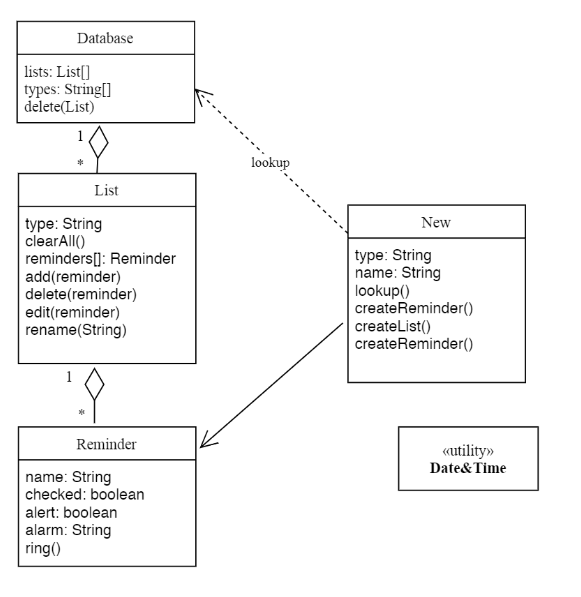 Database
lists: List[]
types: String[]
delete(List)
1
*
lookup
List
type: String
clearAll()
reminders[]: Reminder
add(reminder)
delete(reminder)
edit(reminder)
rename(String)
New
type: String
name: String
lookup()
createReminder()
createList()
createReminder()
1
*
Reminder
name: String
checked: boolean
alert: boolean
alarm: String
ring()
«utility»
Date&Time